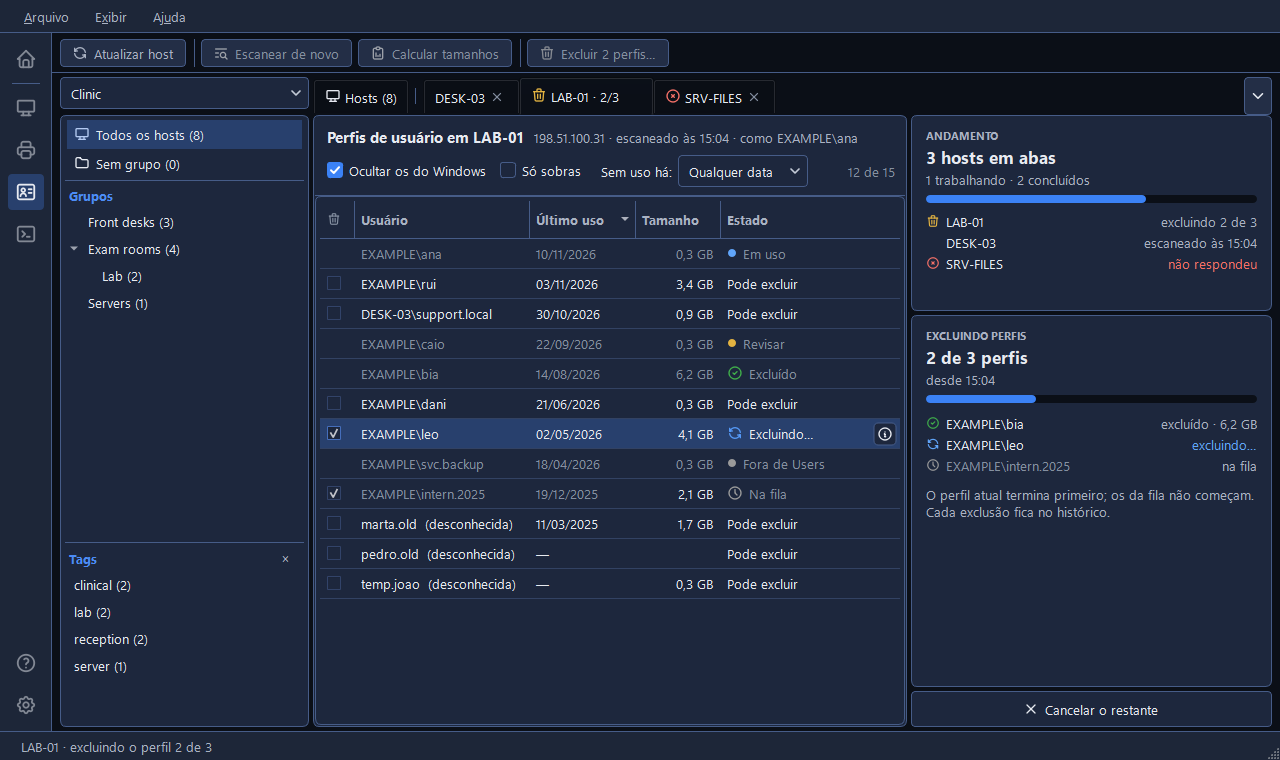 Arquivo Exibir Ajuda
Atualizar host Escanear de novo Calcular tamanhos Excluir 2 perfis...
Clinic
Todos os hosts (8)
Sem grupo (0)
Grupos
Front desks (3)
Exam rooms (4)
Lab (2)
Servers (1)
Tags ×
clinical (2)
lab (2)
reception (2)
server (1)
Hosts (8) DESK-03 LAB-01 · 2/3 SRV-FILES
Perfis de usuário em LAB-01 198.51.100.31 · escaneado às 15:04 · como EXAMPLE\ana
Ocultar os do Windows Só sobras Sem uso há: Qualquer data 12 de 15
Usuário Último uso Tamanho Estado
EXAMPLE\ana 10/11/2026 0,3 GB Em uso
EXAMPLE\rui 03/11/2026 3,4 GB Pode excluir
DESK-03\support.local 30/10/2026 0,9 GB Pode excluir
EXAMPLE\caio 22/09/2026 0,3 GB Revisar
EXAMPLE\bia 14/08/2026 6,2 GB Excluído
EXAMPLE\dani 21/06/2026 0,3 GB Pode excluir
EXAMPLE\leo 02/05/2026 4,1 GB Excluindo...
EXAMPLE\svc.backup 18/04/2026 0,3 GB Fora de Users
EXAMPLE\intern.2025 19/12/2025 2,1 GB Na fila
marta.old (desconhecida) 11/03/2025 1,7 GB Pode excluir
pedro.old (desconhecida) — Pode excluir
temp.joao (desconhecida) — 0,3 GB Pode excluir
ANDAMENTO
3 hosts em abas
1 trabalhando · 2 concluídos
LAB-01 excluindo 2 de 3
DESK-03 escaneado às 15:04
SRV-FILES não respondeu
EXCLUINDO PERFIS
2 de 3 perfis
desde 15:04
EXAMPLE\bia excluído · 6,2 GB
EXAMPLE\leo excluindo...
EXAMPLE\intern.2025 na fila
O perfil atual termina primeiro; os da fila não começam.
Cada exclusão fica no histórico.
Cancelar o restante
LAB-01 · excluindo o perfil 2 de 3